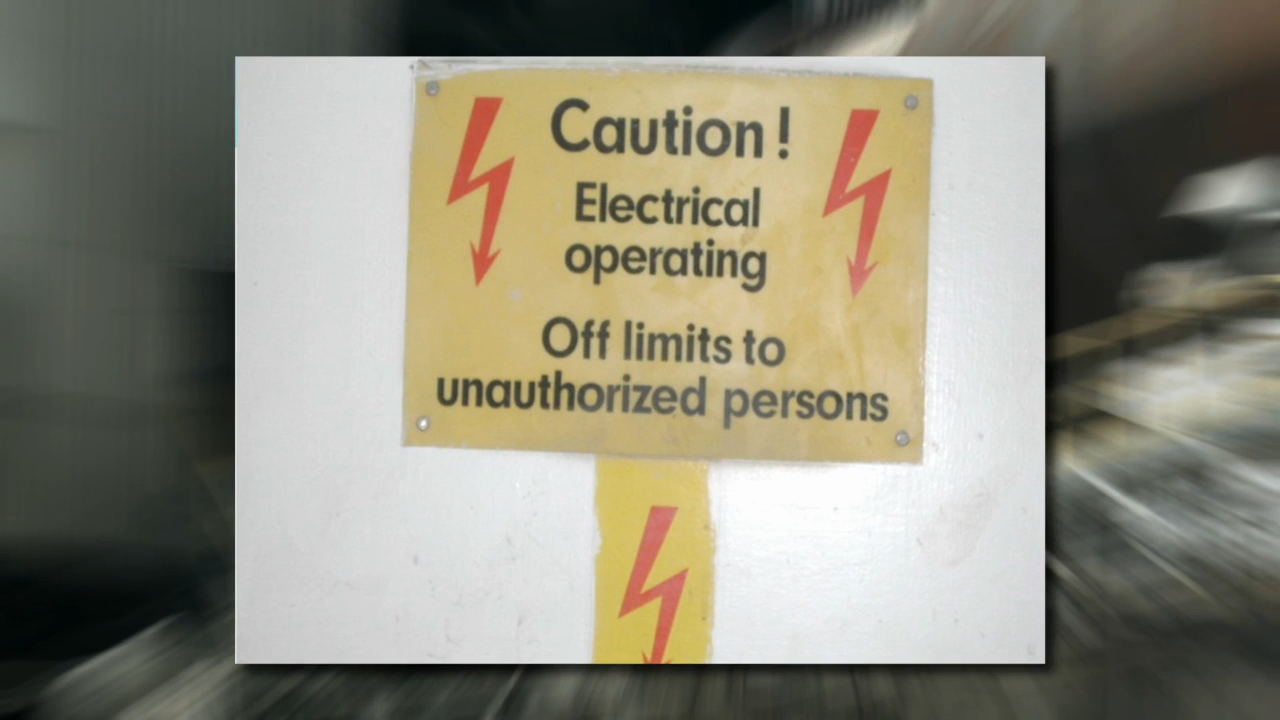 Caution !
Electrical
operating
Off limits to
unauthorized persons